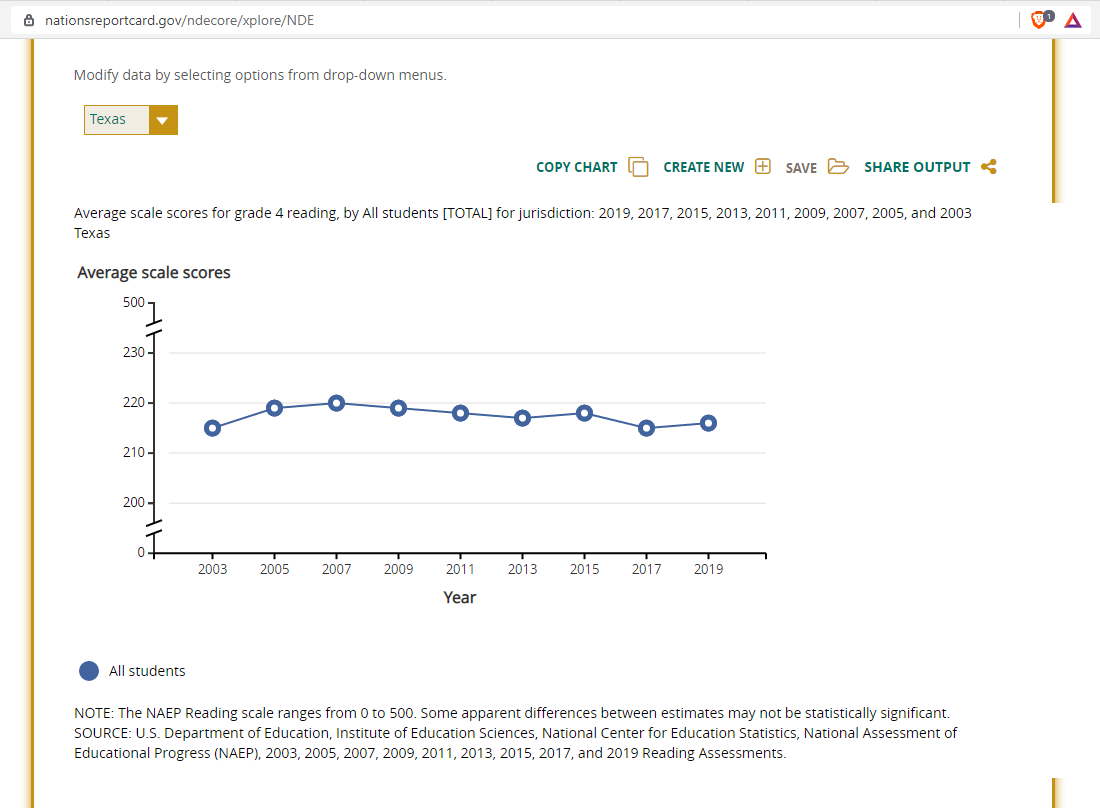 nationsreportcard.gov/ndecore/xplore/NDE
1
Modify data by selecting options from drop-down menus.
Texas
COPY CHART CREATE NEW SAVE SHARE OUTPUT
Average scale scores for grade 4 reading, by All students [TOTAL] for jurisdiction: 2019, 2017, 2015, 2013, 2011, 2009, 2007, 2005, and 2003
Texas
Average scale scores
500
230
220
210
200
0
2003 2005 2007 2009 2011 2013 2015 2017 2019
Year
All students
NOTE: The NAEP Reading scale ranges from 0 to 500. Some apparent differences between estimates may not be statistically significant.
SOURCE: U.S. Department of Education, Institute of Education Sciences, National Center for Education Statistics, National Assessment of
Educational Progress (NAEP), 2003, 2005, 2007, 2009, 2011, 2013, 2015, 2017, and 2019 Reading Assessments.